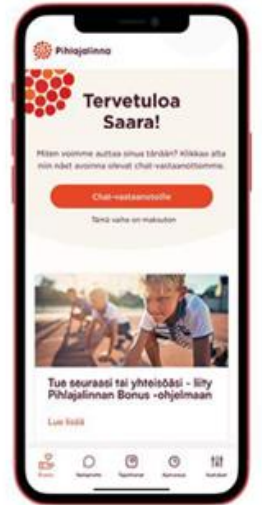 Pihlajalinna
Tervetuloa
Saara!
Miten voimme auttaa sinua tänään? Klikkaa alta
niin näet avoinna olevat chat-vastaanottomme.
Chat-vastaanotolle
Tämä vaihe on maksuton
Tue seuraasi tai yhteisöäsi - liity
Pihlajalinnan Bonus -ohjelmaan
Lue lisää